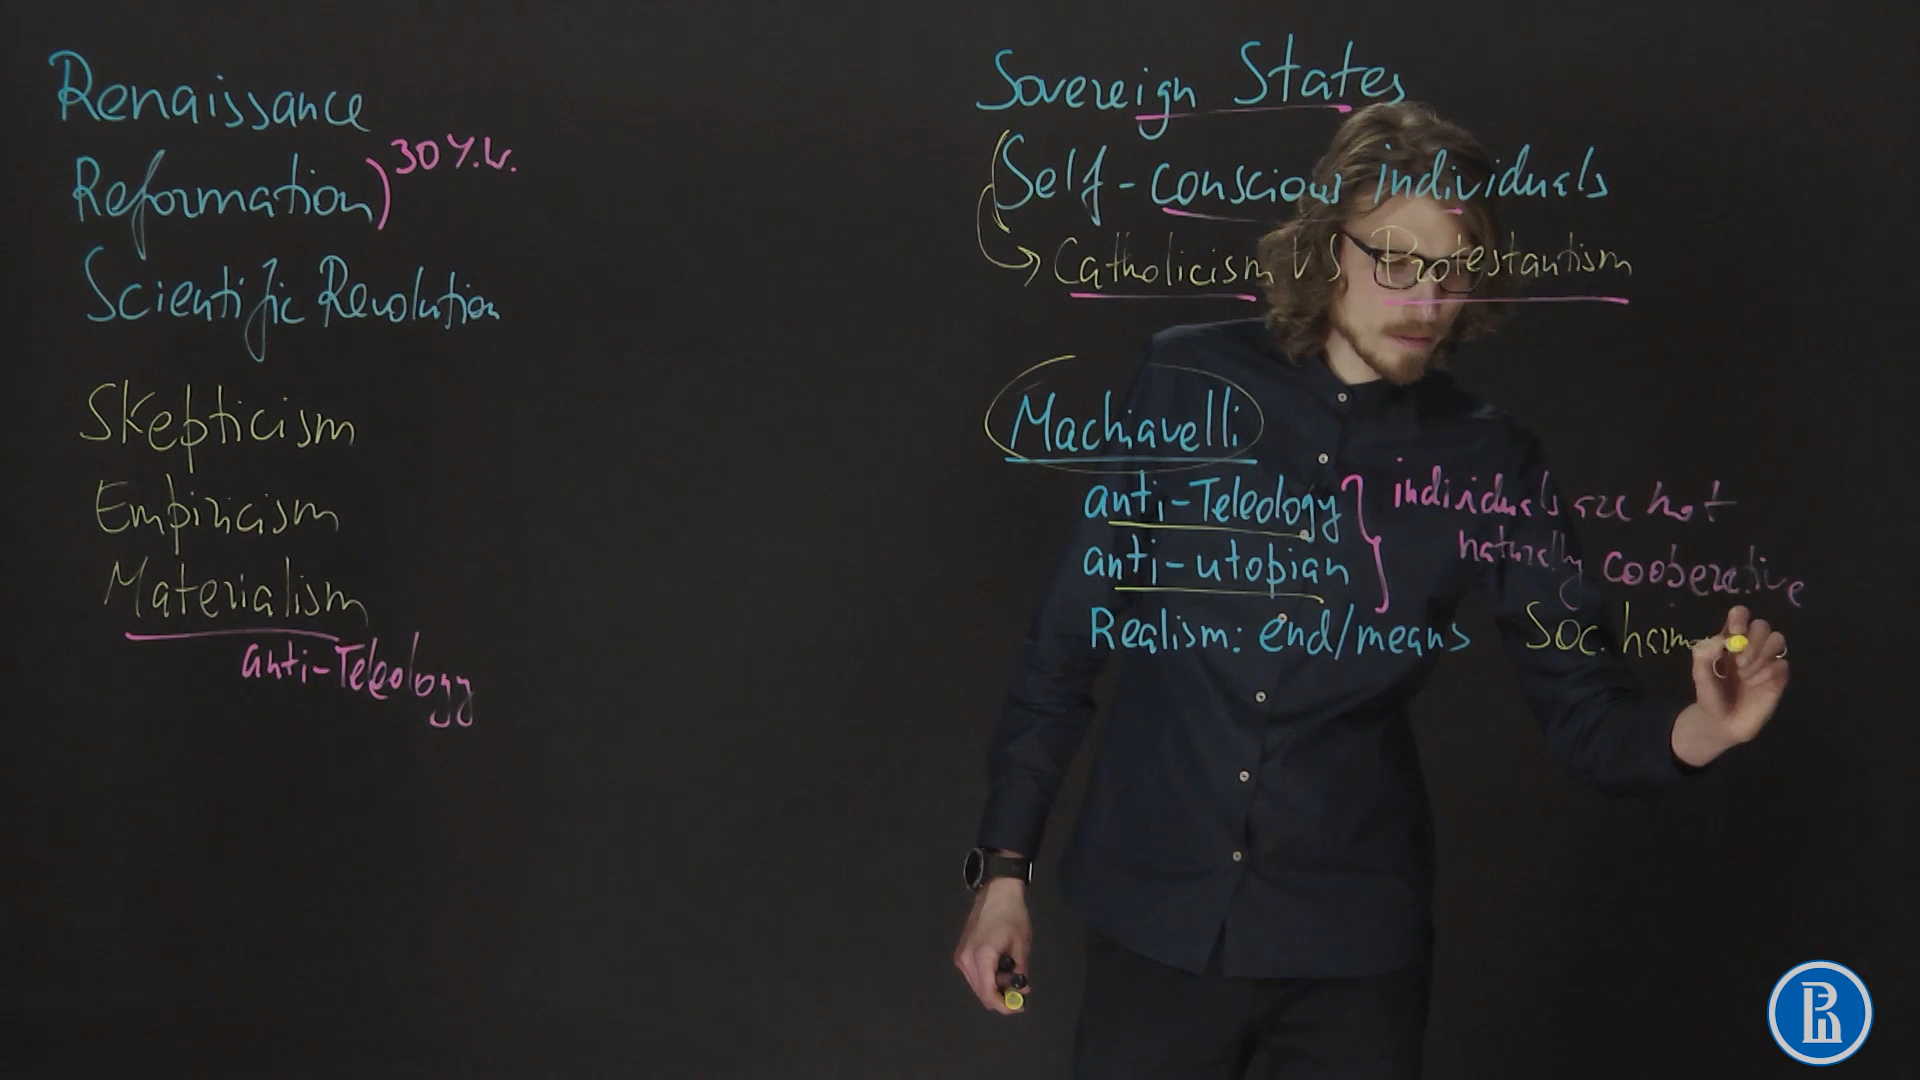 Renaissance
Reformation) 30 Y.W.
Scientific Revolution
Skepticism
Empiricism
Materialism
anti-Teleology
Sovereign States
Self-conscious individuals
Catholicism VS Protestantism
Machiavelli
anti-Teleology
anti-utopian
Realism: end/means
individuals are not
naturally cooperative
Soc. harm